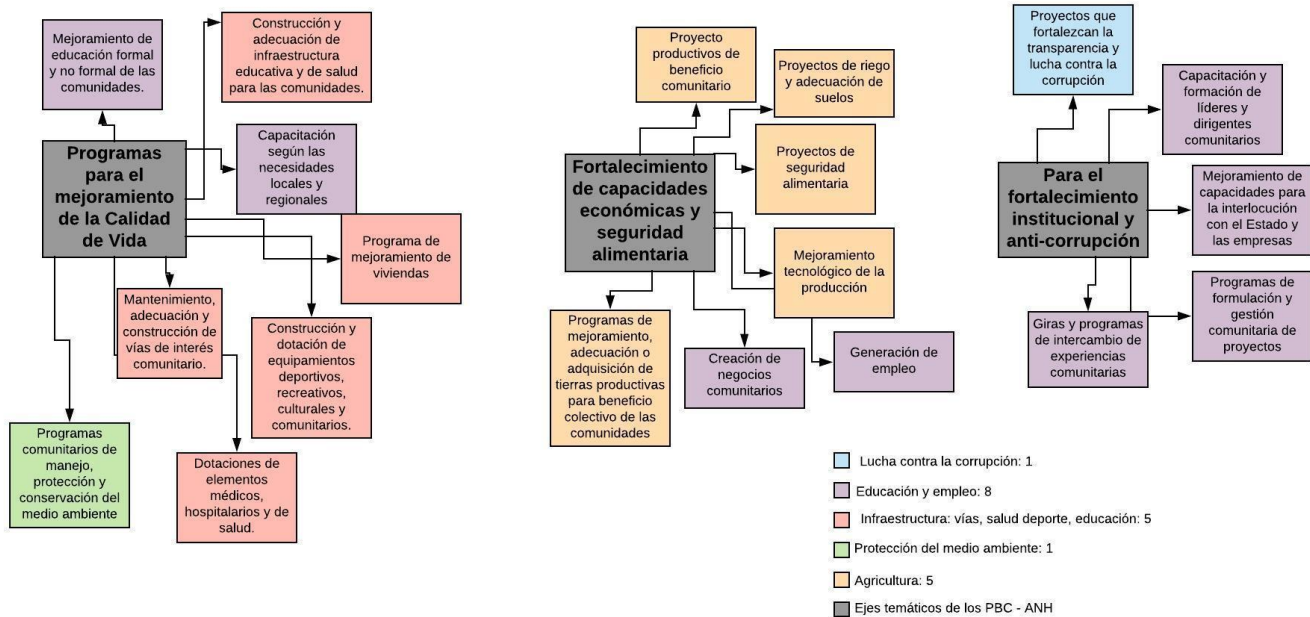 Mejoramiento de
educación formal
y no formal de las
comunidades.
Construcción y
adecuación de
infraestructura
educativa y de salud
para las comunidades.
Programas
para el
mejoramiento
de la Calidad
de Vida
Capacitación
según las
necesidades
locales y
regionales
Programa de
mejoramiento de
viviendas
Mantenimiento,
adecuación y
construcción de
vías de interés
comunitario.
Construcción y
dotación de
equipamientos
deportivos,
recreativos,
culturales y
comunitarios.
Programas
comunitarios de
manejo,
protección y
conservación del
medio ambiente
Dotaciones de
elementos
médicos,
hospitalarios y de
salud.
Proyecto
productivos de
beneficio
comunitario
Proyectos de riego
y adecuación de
suelos
Fortalecimiento
de capacidades
económicas y
seguridad
alimentaria
Proyectos de
seguridad
alimentaria
Mejoramiento
tecnológico de la
producción
Programas de
mejoramiento,
adecuación o
adquisición de
tierras productivas
para beneficio
colectivo de las
comunidades
Creación de
negocios
comunitarios
Generación de
empleo
Proyectos que
fortalezcan la
transparencia y
lucha contra la
corrupción
Capacitación y
formación de
líderes y
dirigentes
comunitarios
Para el
fortalecimiento
institucional y
anti-corrupción
Mejoramiento de
capacidades para
la interlocución
con el Estado y
las empresas
Programas de
formulación y
gestión
comunitaria de
proyectos
Giras y programas
de intercambio de
experiencias
comunitarias
Lucha contra la corrupción: 1
Educación y empleo: 8
Infraestructura: vías, salud deporte, educación: 5
Protección del medio ambiente: 1
Agricultura: 5
Ejes temáticos de los PBC - ANH